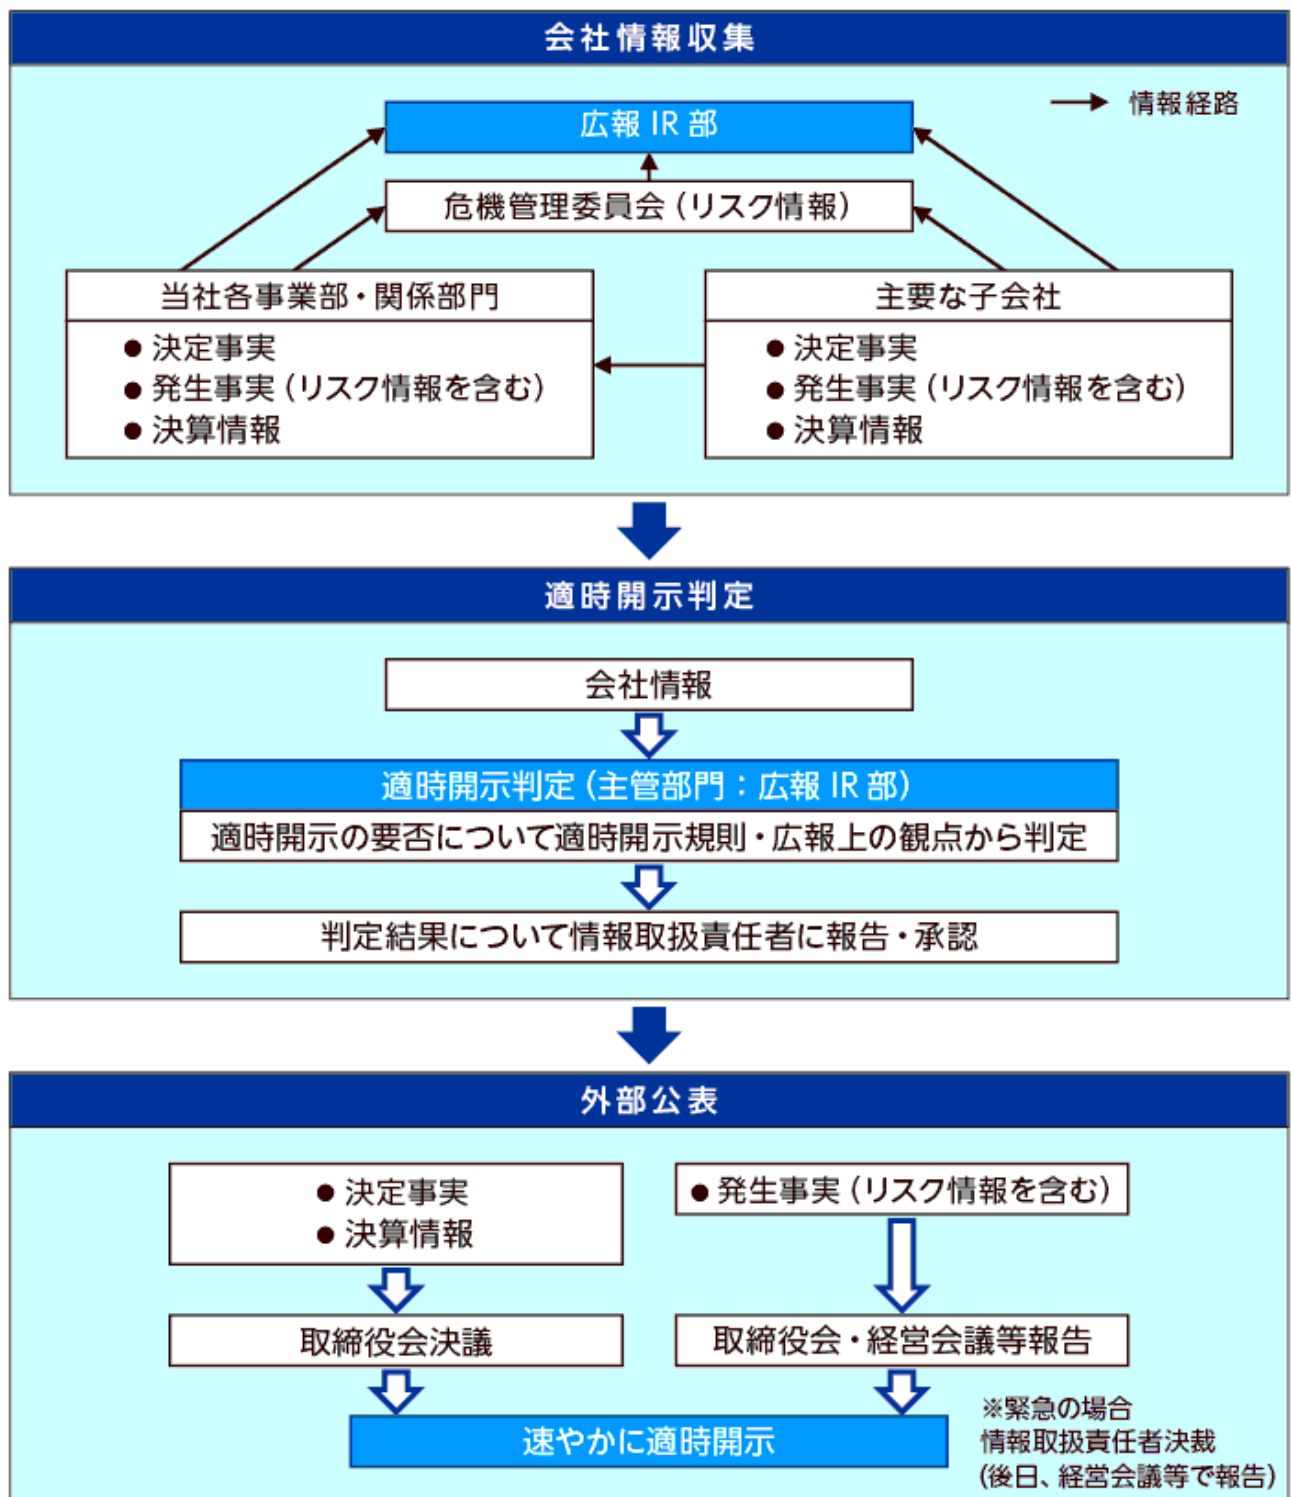 会社情報収集
情報経路
広報 IR 部
危機管理委員会（リスク情報）
当社各事業部・関係部門
● 決定事実
● 発生事実（リスク情報を含む）
● 決算情報
主要な子会社
● 決定事実
● 発生事実（リスク情報を含む）
● 決算情報
適時開示判定
会社情報
適時開示判定（主管部門：広報 IR 部）
適時開示の要否について適時開示規則・広報上の観点から判定
判定結果について情報取扱責任者に報告・承認
外部公表
● 決定事実
● 決算情報
取締役会決議
● 発生事実（リスク情報を含む）
取締役会・経営会議等報告
速やかに適時開示
※緊急の場合
情報取扱責任者決裁
(後日、経営会議等で報告)